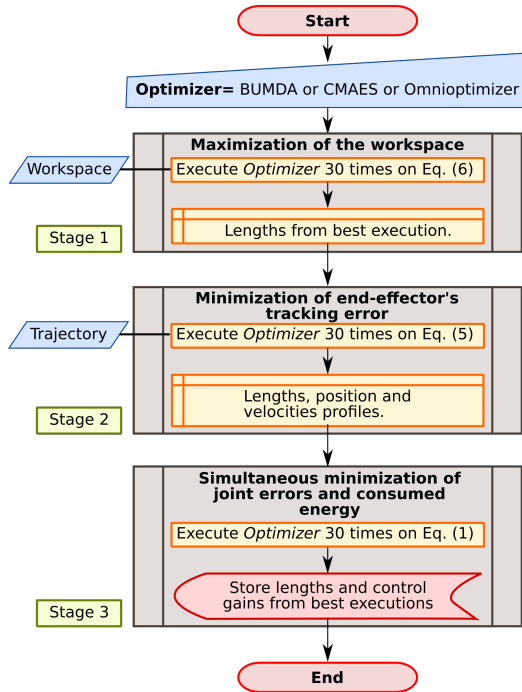 Start
Optimizer= BUMDA or CMAES or Omnioptimizer
Maximization of the workspace
Workspace
Execute Optimizer 30 times on Eq. (6)
Lengths from best execution.
Stage 1
Minimization of end-effector's
tracking error
Trajectory
Execute Optimizer 30 times on Eq. (5)
Lengths, position and
velocities profiles.
Stage 2
Simultaneous minimization of
joint errors and consumed
energy
Execute Optimizer 30 times on Eq. (1)
Store lengths and control
gains from best executions
Stage 3
End